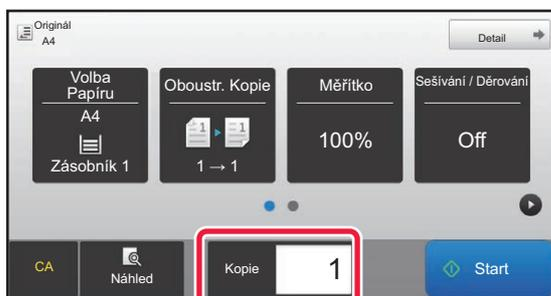 Originál
A4
Detail
Volba
Papíru
A4
Zásobník 1
Oboustr. Kopie
1 → 1
Měřítko
100%
Sešívání / Děrování
Off
CA
Náhled
Kopie
1
Start